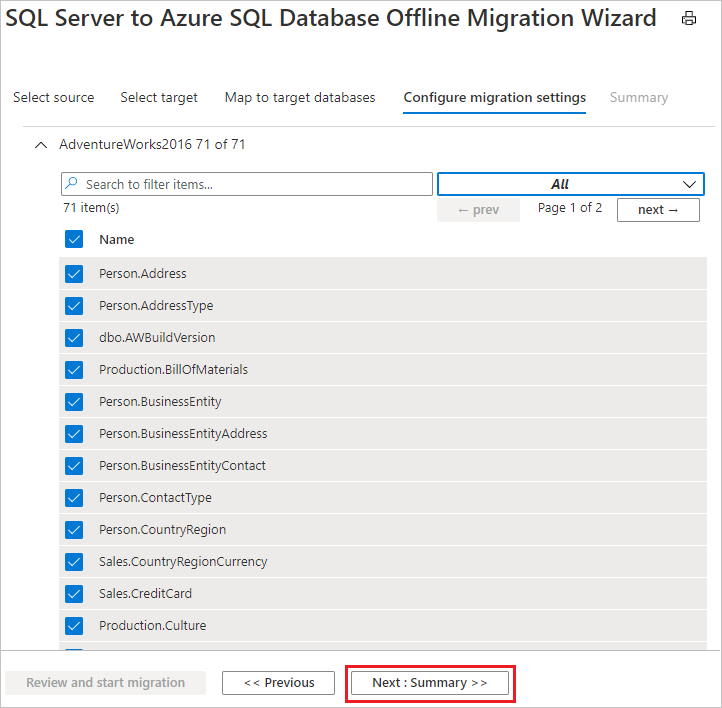 SQL Server to Azure SQL Database Offline Migration Wizard
Select source Select target Map to target databases Configure migration settings Summary
AdventureWorks2016 71 of 71
Search to filter items... All
71 item(s) ← prev Page 1 of 2 next →
Name
Person.Address
Person.AddressType
dbo.AWBuildVersion
Production.BillOfMaterials
Person.BusinessEntity
Person.BusinessEntityAddress
Person.BusinessEntityContact
Person.ContactType
Person.CountryRegion
Sales.CountryRegionCurrency
Sales.CreditCard
Production.Culture
Review and start migration << Previous Next : Summary >>